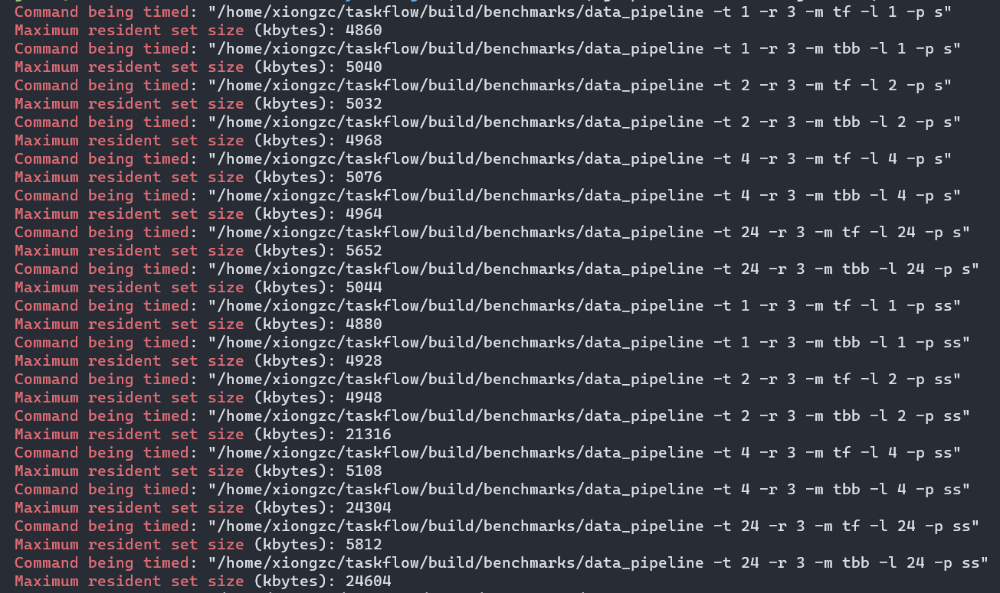 Command being timed: "/home/xiongzc/taskflow/build/benchmarks/data_pipeline -t 1 -r 3 -m tf -l 1 -p s"
Maximum resident set size (kbytes): 4860
Command being timed: "/home/xiongzc/taskflow/build/benchmarks/data_pipeline -t 1 -r 3 -m tbb -l 1 -p s"
Maximum resident set size (kbytes): 5040
Command being timed: "/home/xiongzc/taskflow/build/benchmarks/data_pipeline -t 2 -r 3 -m tf -l 2 -p s"
Maximum resident set size (kbytes): 5032
Command being timed: "/home/xiongzc/taskflow/build/benchmarks/data_pipeline -t 2 -r 3 -m tbb -l 2 -p s"
Maximum resident set size (kbytes): 4968
Command being timed: "/home/xiongzc/taskflow/build/benchmarks/data_pipeline -t 4 -r 3 -m tf -l 4 -p s"
Maximum resident set size (kbytes): 5076
Command being timed: "/home/xiongzc/taskflow/build/benchmarks/data_pipeline -t 4 -r 3 -m tbb -l 4 -p s"
Maximum resident set size (kbytes): 4964
Command being timed: "/home/xiongzc/taskflow/build/benchmarks/data_pipeline -t 24 -r 3 -m tf -l 24 -p s"
Maximum resident set size (kbytes): 5652
Command being timed: "/home/xiongzc/taskflow/build/benchmarks/data_pipeline -t 24 -r 3 -m tbb -l 24 -p s"
Maximum resident set size (kbytes): 5044
Command being timed: "/home/xiongzc/taskflow/build/benchmarks/data_pipeline -t 1 -r 3 -m tf -l 1 -p ss"
Maximum resident set size (kbytes): 4880
Command being timed: "/home/xiongzc/taskflow/build/benchmarks/data_pipeline -t 1 -r 3 -m tbb -l 1 -p ss"
Maximum resident set size (kbytes): 4928
Command being timed: "/home/xiongzc/taskflow/build/benchmarks/data_pipeline -t 2 -r 3 -m tf -l 2 -p ss"
Maximum resident set size (kbytes): 4948
Command being timed: "/home/xiongzc/taskflow/build/benchmarks/data_pipeline -t 2 -r 3 -m tbb -l 2 -p ss"
Maximum resident set size (kbytes): 21316
Command being timed: "/home/xiongzc/taskflow/build/benchmarks/data_pipeline -t 4 -r 3 -m tf -l 4 -p ss"
Maximum resident set size (kbytes): 5108
Command being timed: "/home/xiongzc/taskflow/build/benchmarks/data_pipeline -t 4 -r 3 -m tbb -l 4 -p ss"
Maximum resident set size (kbytes): 24304
Command being timed: "/home/xiongzc/taskflow/build/benchmarks/data_pipeline -t 24 -r 3 -m tf -l 24 -p ss"
Maximum resident set size (kbytes): 5812
Command being timed: "/home/xiongzc/taskflow/build/benchmarks/data_pipeline -t 24 -r 3 -m tbb -l 24 -p ss"
Maximum resident set size (kbytes): 24604